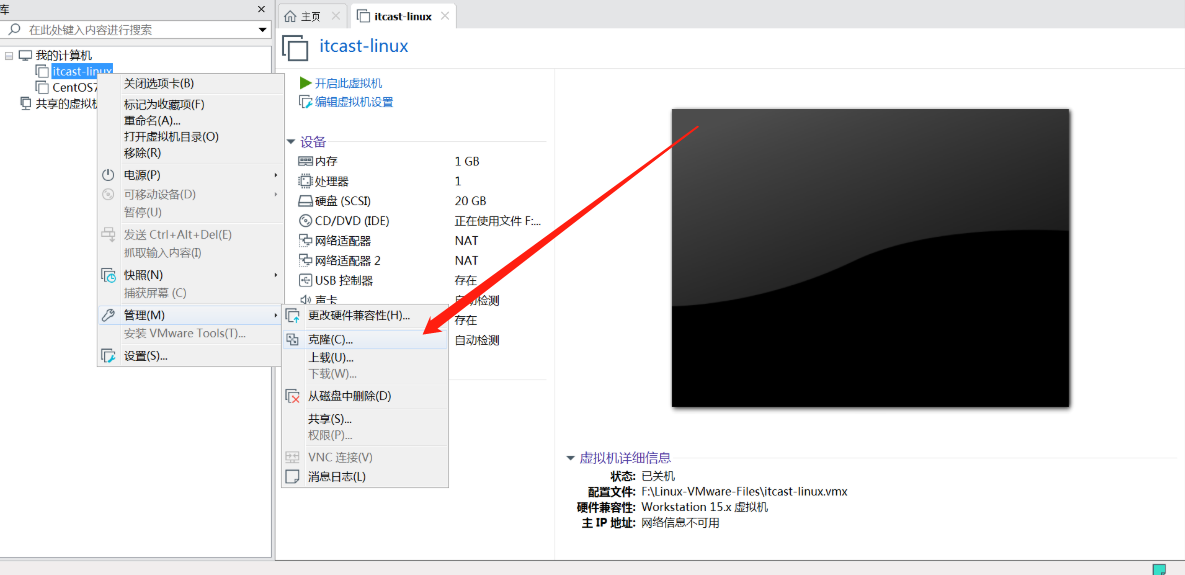 库
在此处键入内容进行搜索
我的计算机
itcast-linux
CentOS7
共享的虚拟机
关闭选项卡(B)
标记为收藏项(F)
重命名(A)...
打开虚拟机目录(O)
移除(R)
电源(P)
可移动设备(D)
暂停(U)
发送 Ctrl+Alt+Del(E)
抓取输入内容(I)
快照(N)
捕获屏幕 (C)
管理(M)
安装 VMware Tools(T)...
设置(S)...
更改硬件兼容性(H)...
克隆(C)...
上载(U)...
下载(W)...
从磁盘中删除(D)
共享(S)...
权限(P)...
VNC 连接(V)
消息日志(L)
主页
itcast-linux
itcast-linux
开启此虚拟机
编辑虚拟机设置
设备
内存 1 GB
处理器 1
硬盘 (SCSI) 20 GB
CD/DVD (IDE) 正在使用文件 F:...
网络适配器 NAT
网络适配器 2 NAT
USB 控制器 存在
声卡 自动检测
存在
自动检测
虚拟机详细信息
状态: 已关机
配置文件: F:\Linux-VMware-Files\itcast-linux.vmx
硬件兼容性: Workstation 15.x 虚拟机
主 IP 地址: 网络信息不可用